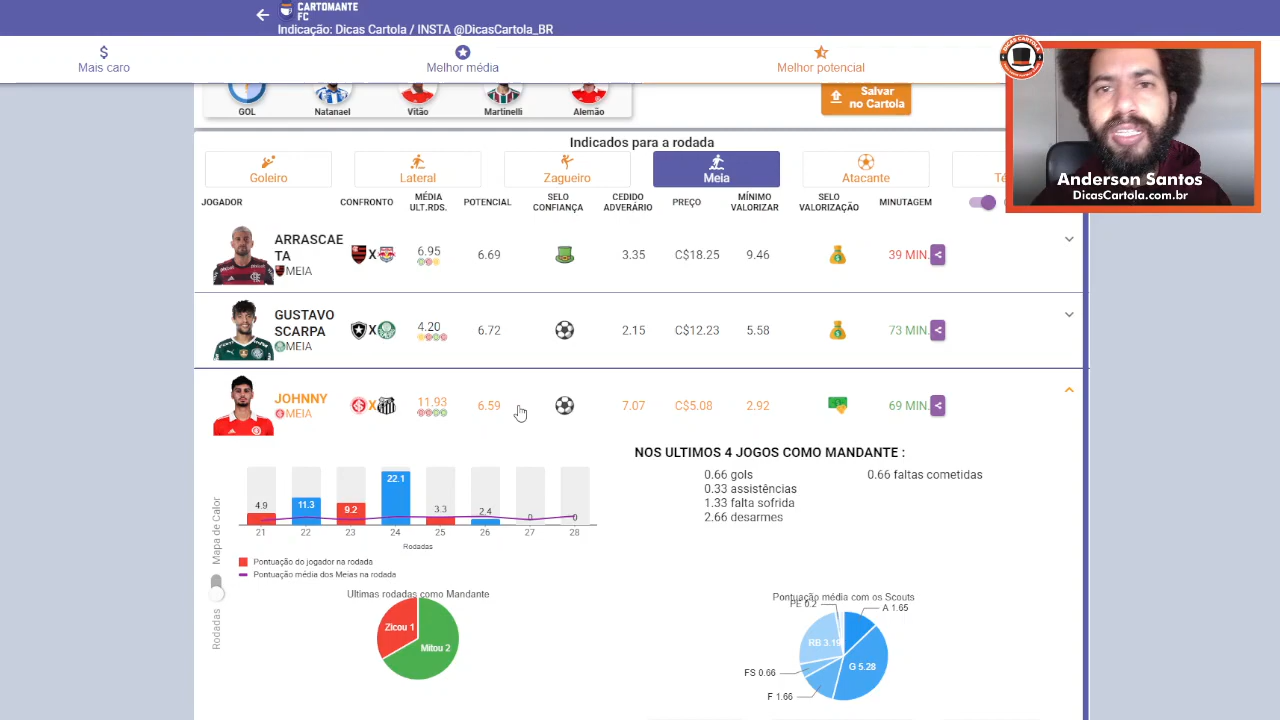 CARTOMANTE
FC
Indicação: Dicas Cartola / INSTA @DicasCartola_BR
Mais caro
Melhor média
Melhor potencial
GOL
Natanael
Vitão
Martinelli
Alemão
Salvar
no Cartola
Anderson Santos
DicasCartola.com.br
Indicados para a rodada
Goleiro
Lateral
Zagueiro
Meia
Atacante
JOGADOR
CONFRONTO
MÉDIA
ULT.RDS.
POTENCIAL
SELO
CONFIANÇA
CEDIDO
ADVERÁRIO
PREÇO
MÍNIMO
VALORIZAR
SELO
VALORIZAÇÃO
MINUTAGEM
ARRASCAE
TA
MEIA
X
6.95
6.69
3.35
C$18.25
9.46
39 MIN.
GUSTAVO
SCARPA
MEIA
X
4.20
6.72
2.15
C$12.23
5.58
73 MIN.
JOHNNY
MEIA
X
11.93
6.59
7.07
C$5.08
2.92
69 MIN.
NOS ULTIMOS 4 JOGOS COMO MANDANTE :
0.66 gols
0.33 assistências
1.33 falta sofrida
2.66 desarmes
0.66 faltas cometidas
Mapa de Calor
Rodadas
4.9
11.3
9.2
22.1
3.3
2.4
0
0
21
22
23
24
25
26
27
28
Rodadas
Pontuação do jogador na rodada
Pontuação média dos Meias na rodada
Ultimas rodadas como Mandante
Zicou 1
Mitou 2
Pontuação média com os Scouts
PE 0.2
A 1.65
RB 3.19
G 5.28
FS 0.66
F 1.66